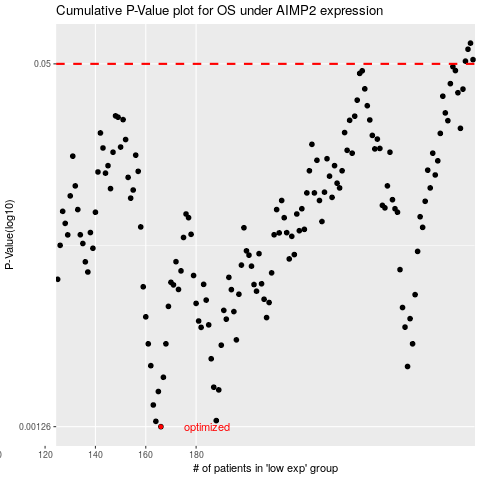 Cumulative P-Value plot for OS under AIMP2 expression
P-Value(log10)
0.05
0.00126
optimized
0 120 140 160 180
# of patients in 'low exp' group